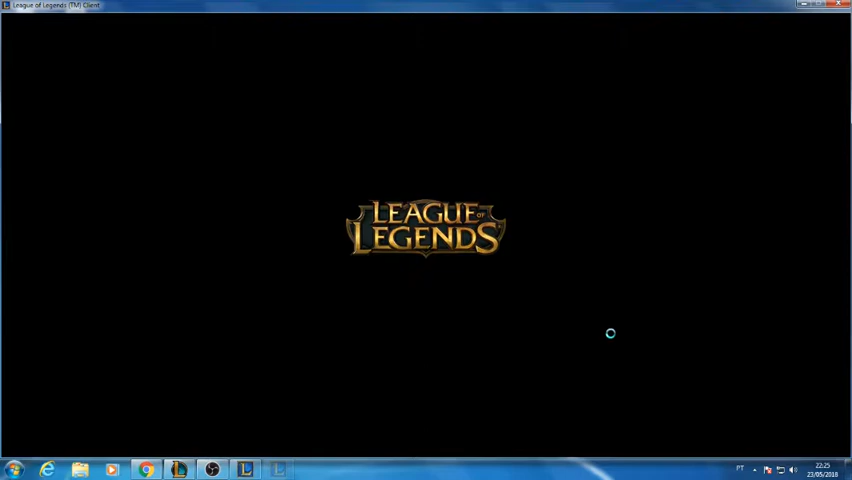 League of Legends (TM) Client
LEAGUE OF
LEGENDS
PT
22:25
23/05/2018